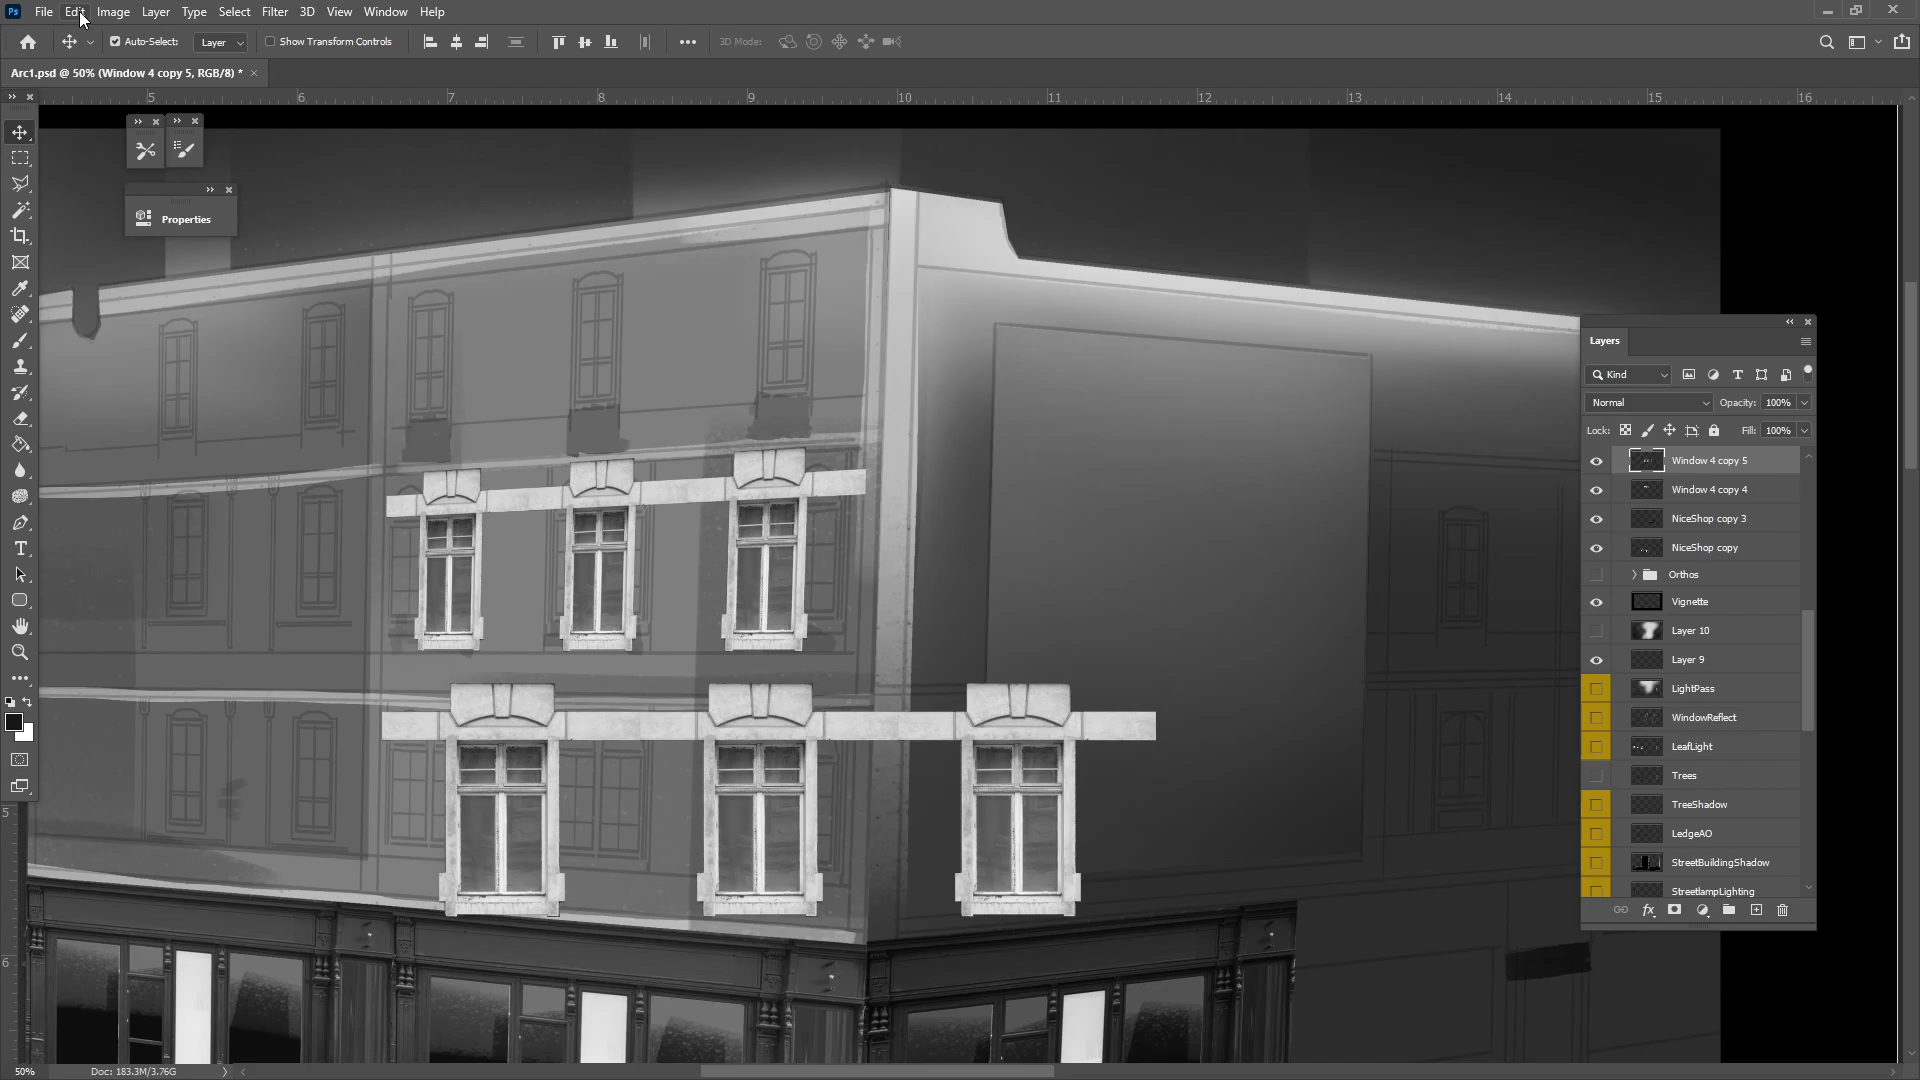 Ps File Edit Image Layer Type Select Filter 3D View Window Help
Auto-Select: Layer Show Transform Controls 3D Mode:
Arc1.psd @ 50% (Window 4 copy 5, RGB/8) *
5 6 7 8 9 10 11 12 13 14 15 16
Properties
Layers
Kind
Normal Opacity: 100%
Lock: Fill: 100%
Window 4 copy 5
Window 4 copy 4
NiceShop copy 3
NiceShop copy
Orthos
Vignette
Layer 10
Layer 9
LightPass
WindowReflect
LeafLight
Trees
TreeShadow
LedgeAO
StreetBuildingShadow
StreetlampLighting
fx
5
6
50% Doc: 183.3M/3.76G